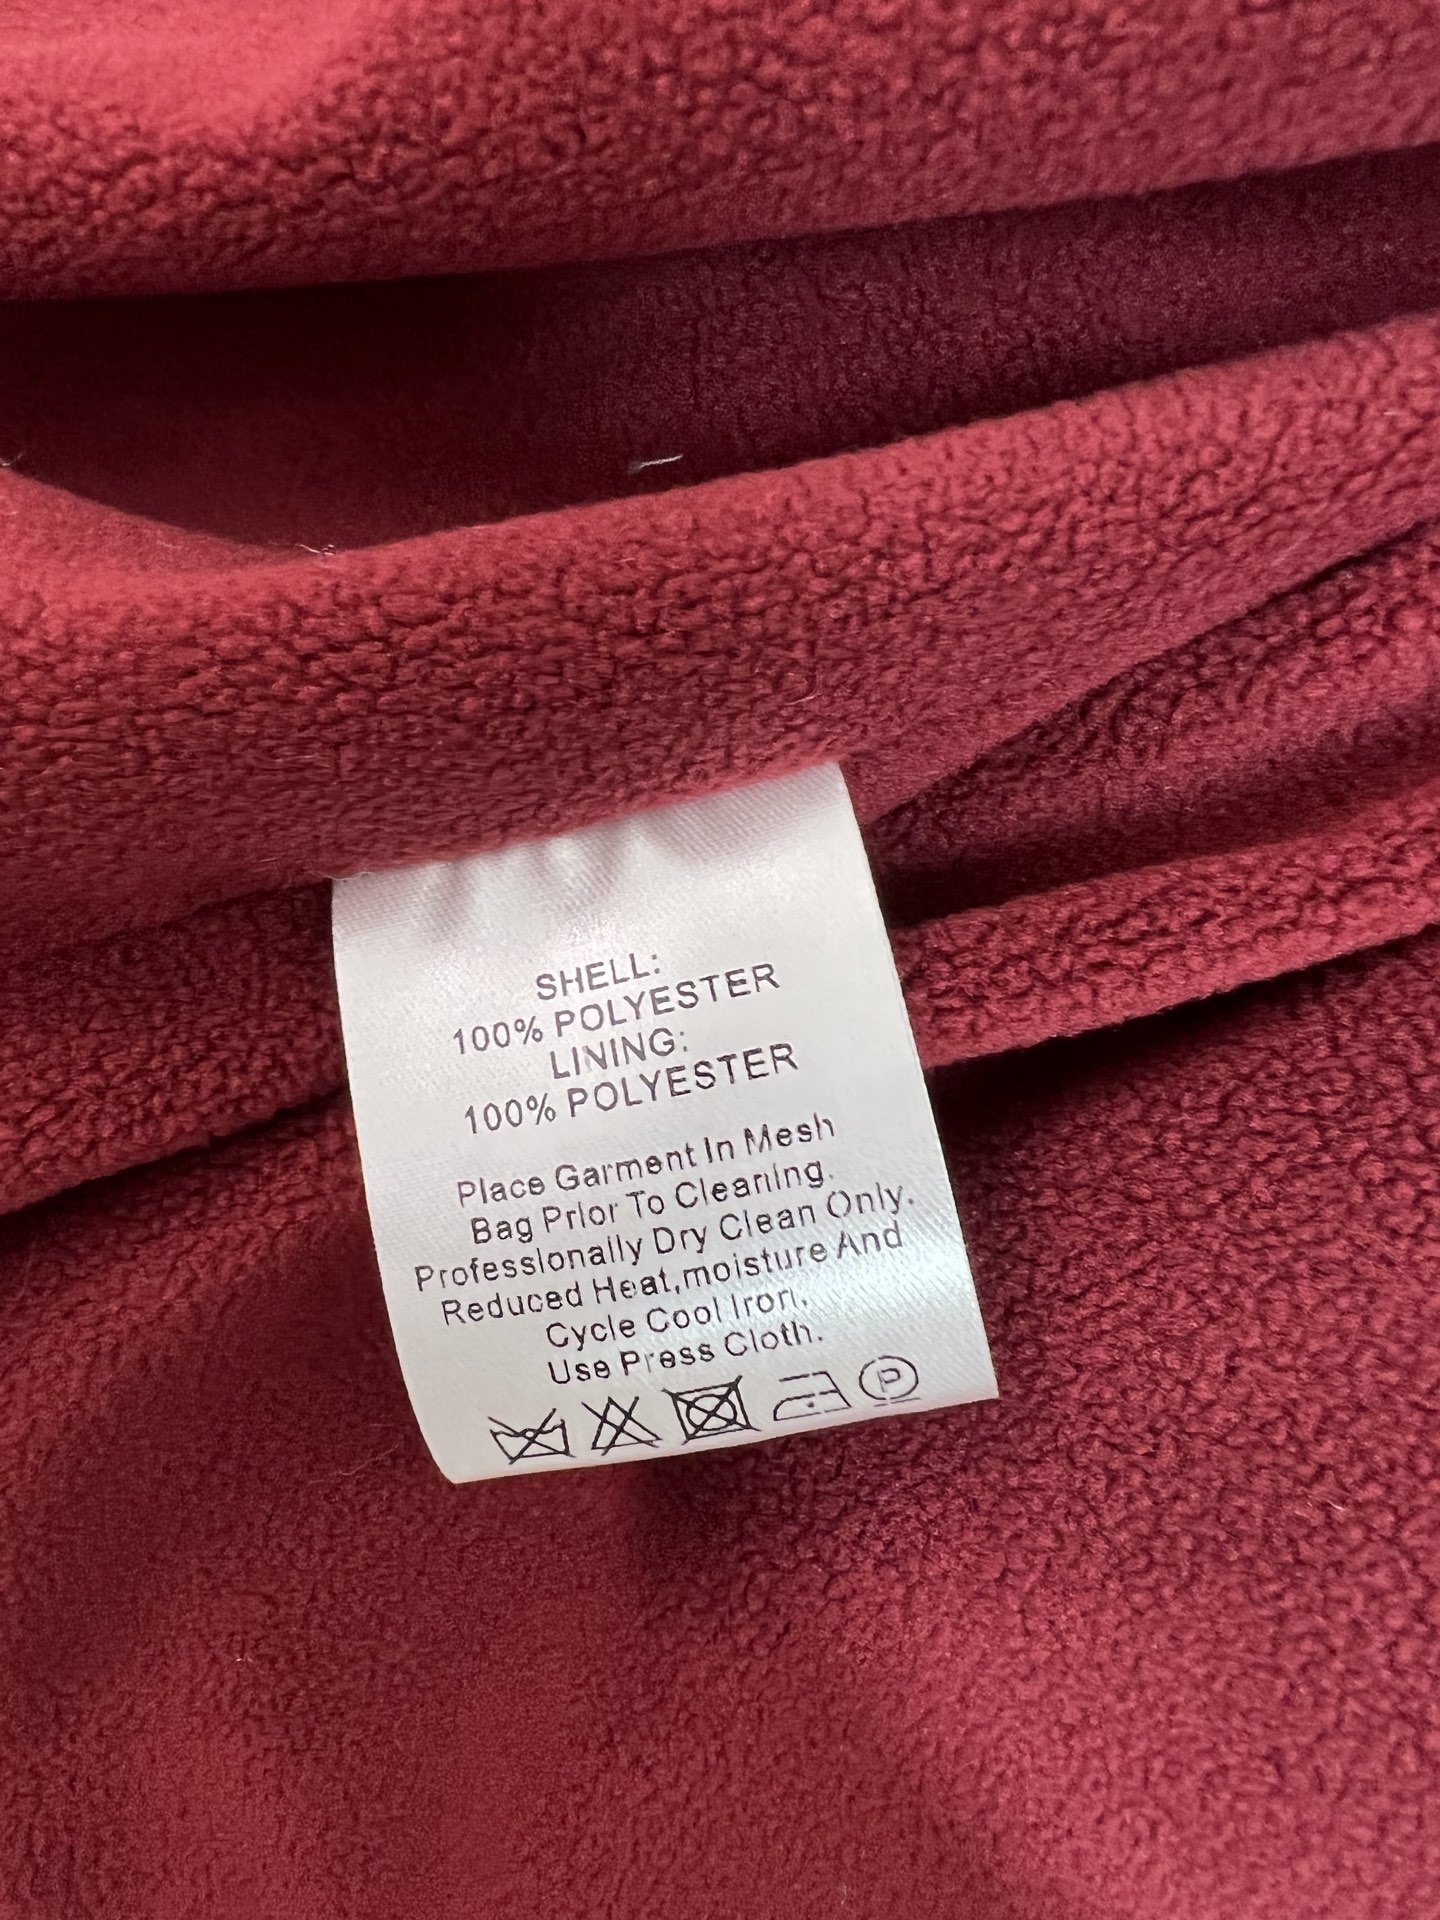 SHELL:
100% POLYESTER
LINING:
100% POLYESTER
Place Garment In Mesh
Bag Prior To Cleaning.
Professionally Dry Clean Only.
Reduced Heat,moisture And
Cycle Cool Iron.
Use Press Cloth.
P